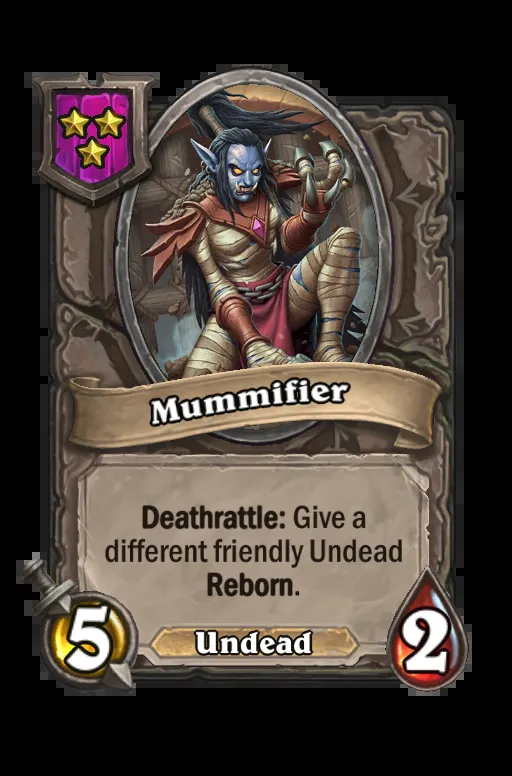 Mummifier
Deathrattle: Give a
different friendly Undead
Reborn.
5
Undead
2